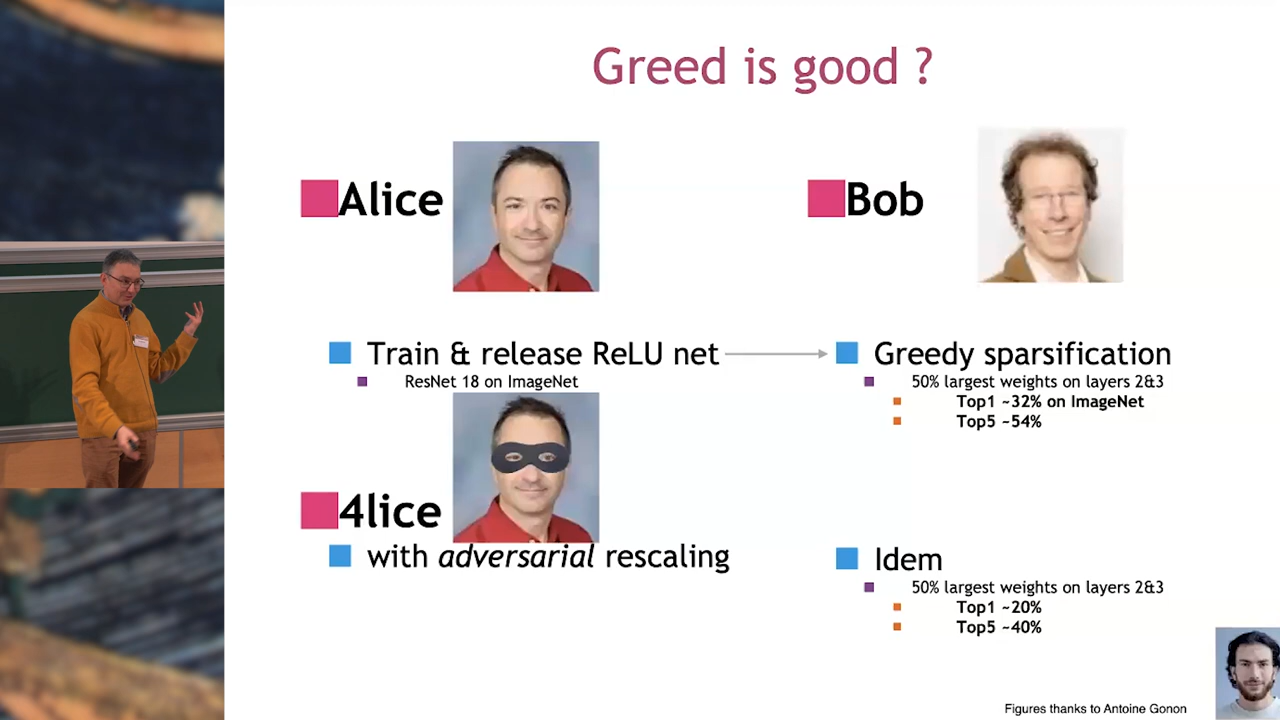 Greed is good ?
Alice
Bob
Train & release ReLU net
ResNet 18 on ImageNet
Greedy sparsification
50% largest weights on layers 2&3
Top1 ~32% on ImageNet
Top5 ~54%
4lice
with adversarial rescaling
Idem
50% largest weights on layers 2&3
Top1 ~20%
Top5 ~40%
Figures thanks to Antoine Gonon